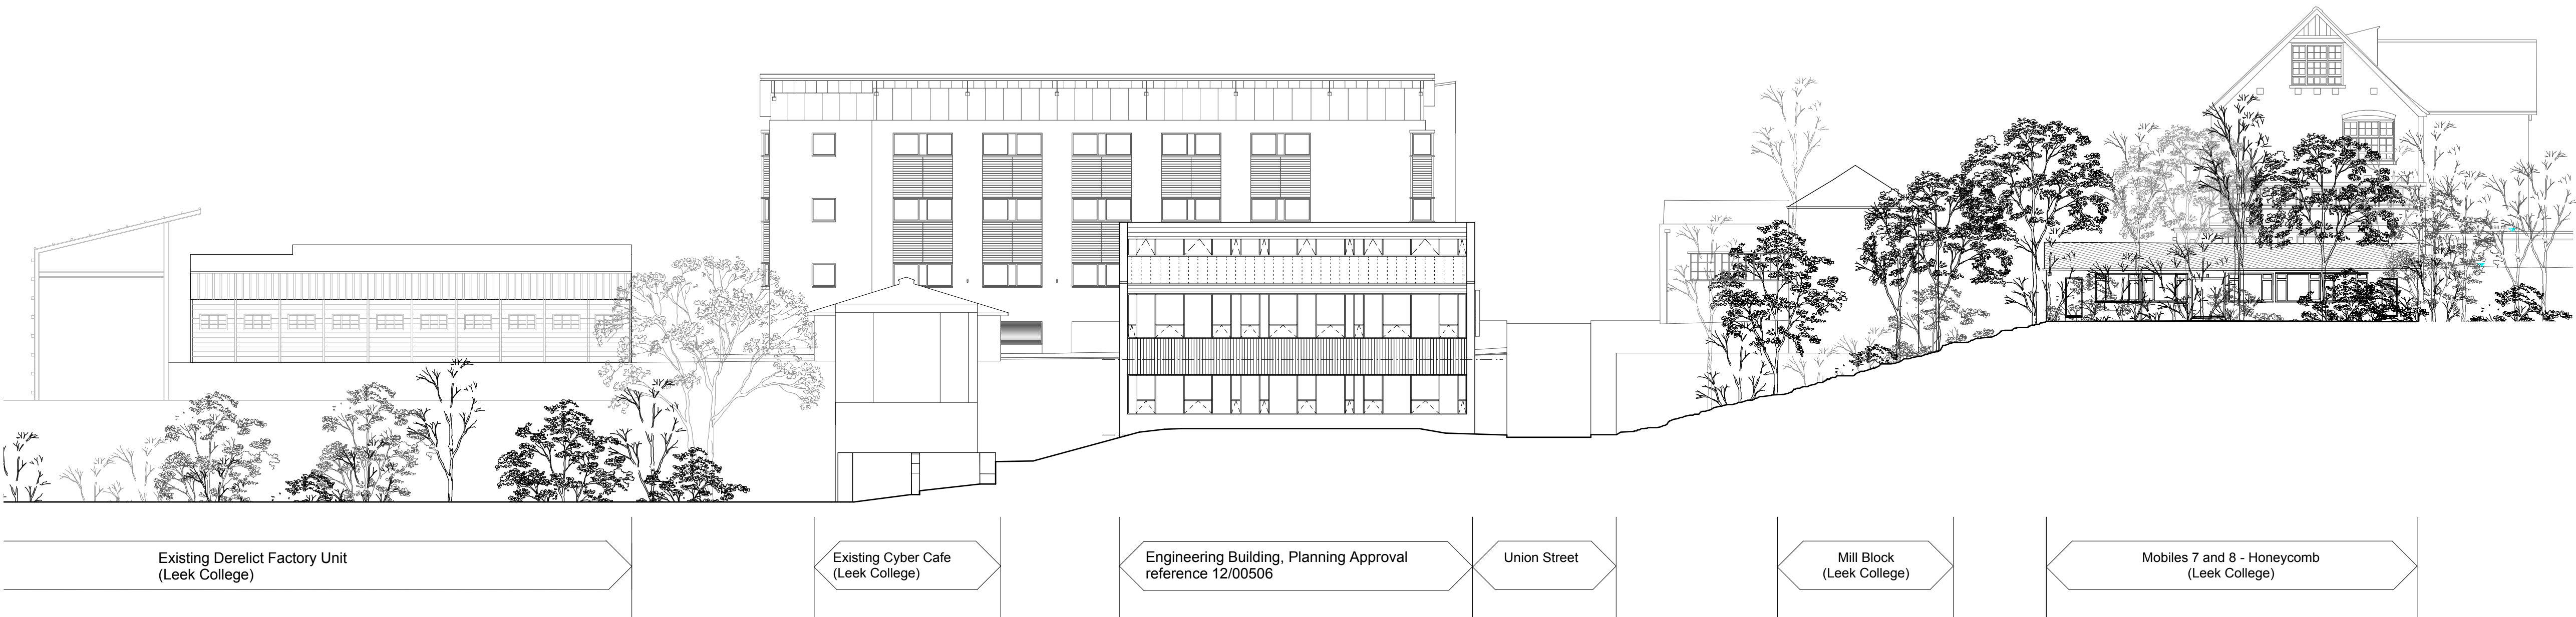 Existing Derelict Factory Unit
(Leek College)
Existing Cyber Cafe
(Leek College)
Engineering Building, Planning Approval
reference 12/00506
Union Street
Mill Block
(Leek College)
Mobiles 7 and 8 - Honeycomb
(Leek College)